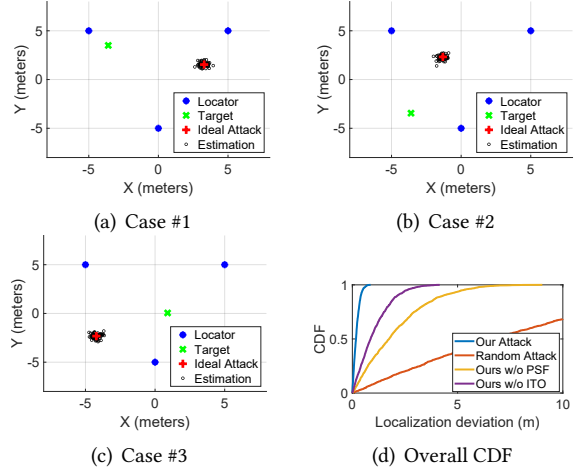 5
0
-5
Y (meters)
-5 0 5
X (meters)
Locator
Target
Ideal Attack
Estimation
(a) Case #1
5
0
-5
Y (meters)
-5 0 5
X (meters)
Locator
Target
Ideal Attack
Estimation
(b) Case #2
5
0
-5
Y (meters)
-5 0 5
X (meters)
Locator
Target
Ideal Attack
Estimation
(c) Case #3
1
0.5
0
CDF
0 5 10
Localization deviation (m)
Our Attack
Random Attack
Ours w/o PSF
Ours w/o ITO
(d) Overall CDF